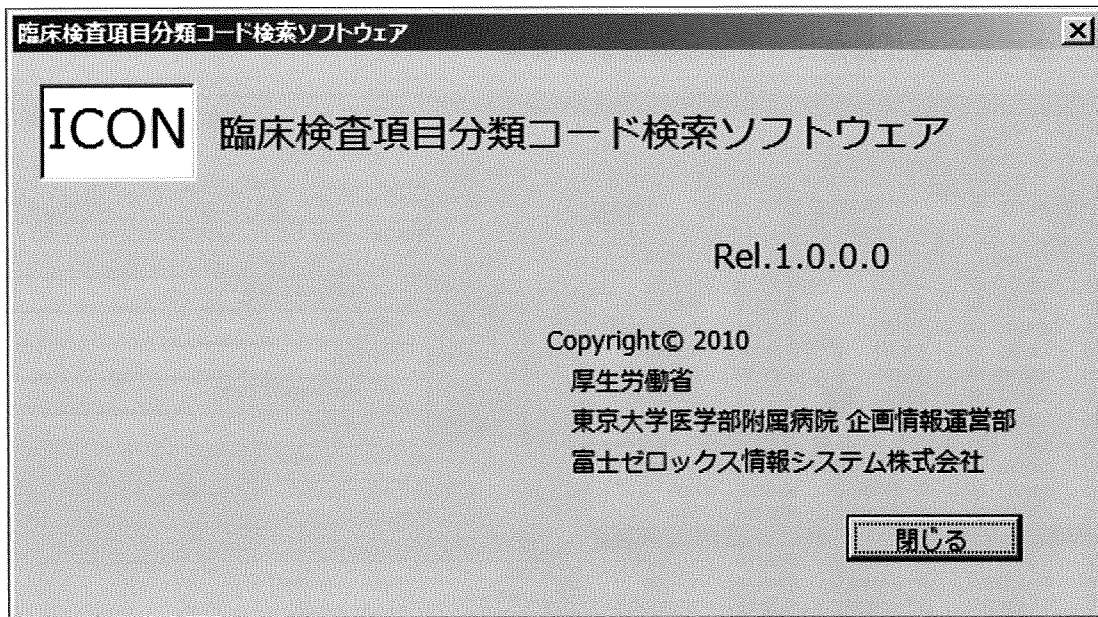 臨床検査項目分類コード検索ソフトウェア
ICON 臨床検査項目分類コード検索ソフトウェア
Rel.1.0.0.0
Copyright© 2010
厚生労働省
東京大学医学部附属病院 企画情報運営部
富士ゼロックス情報システム株式会社
閉じる